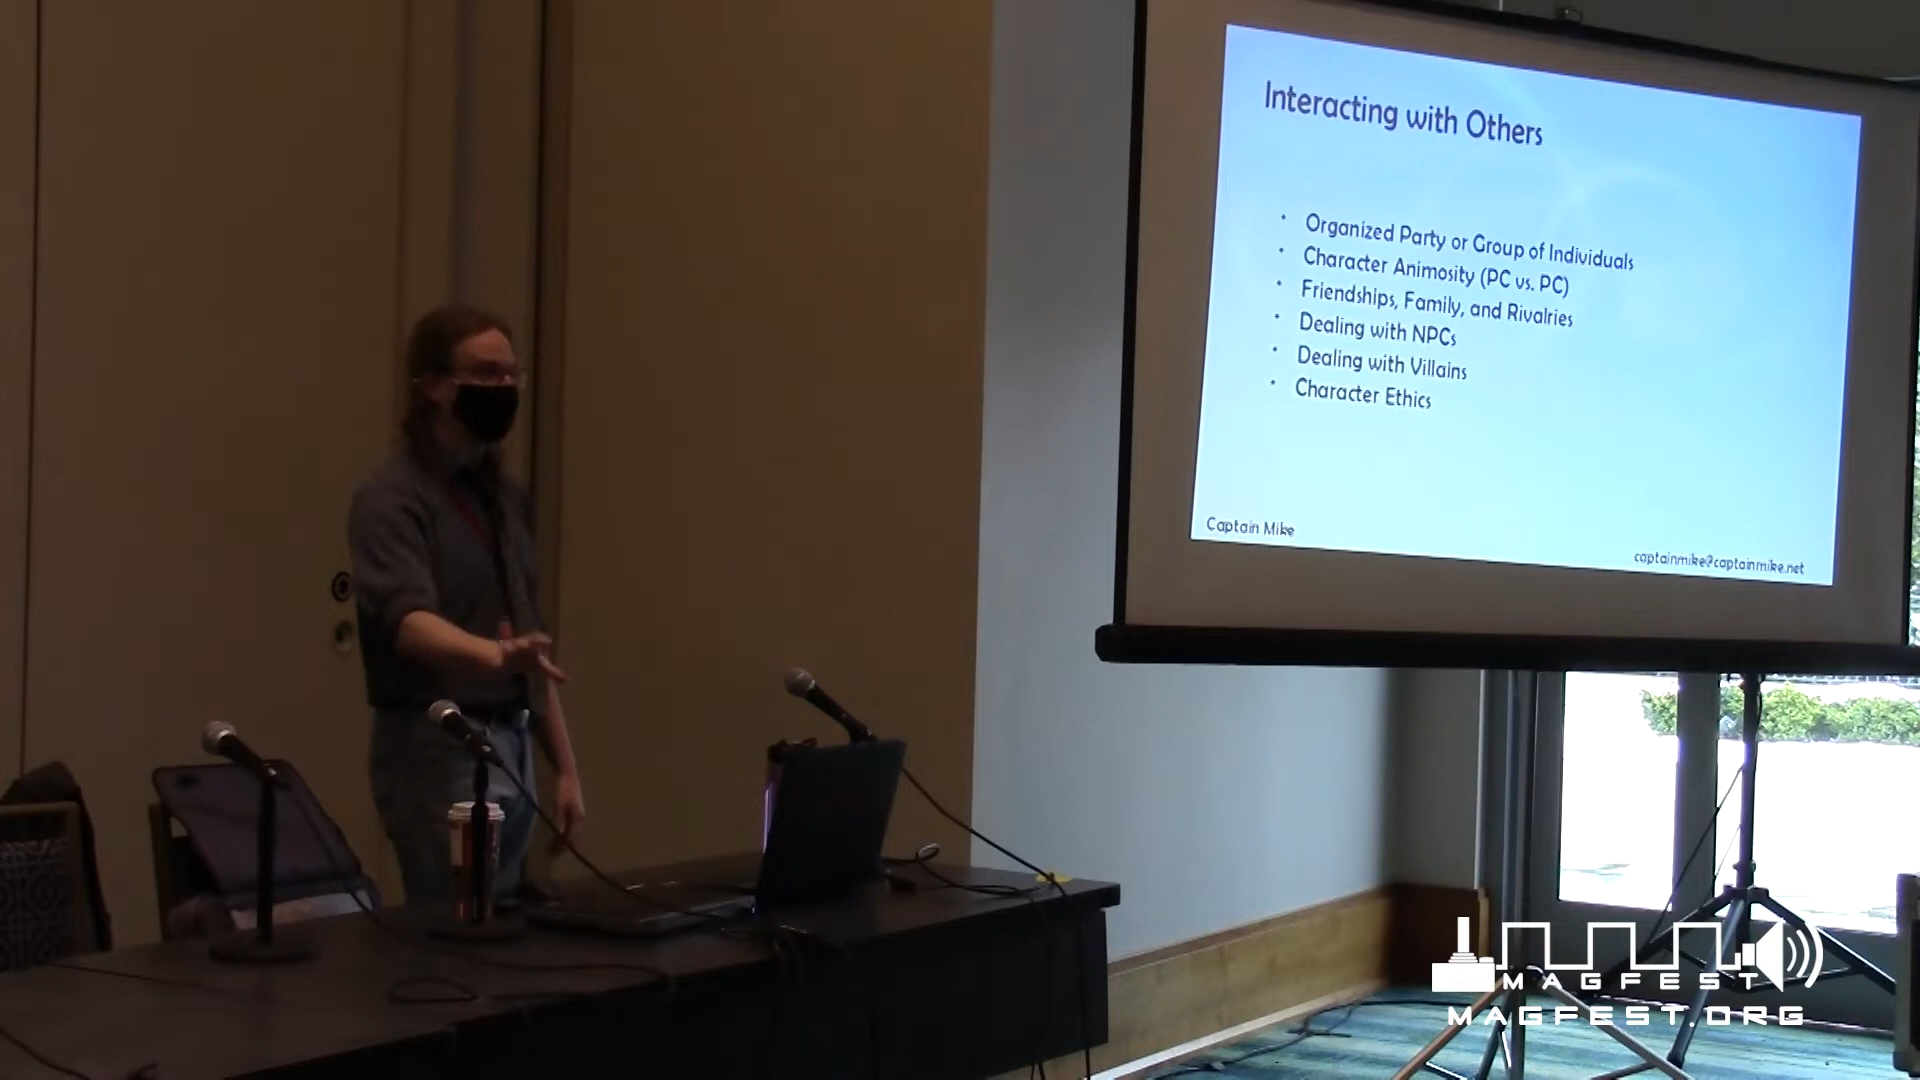 Interacting with Others
• Organized Party or Group of Individuals
• Character Animosity (PC vs. PC)
• Friendships, Family, and Rivalries
• Dealing with NPCs
• Dealing with Villains
• Character Ethics
Captain Mike
captainmike@captainmike.net
MAGFEST
MAGFEST.ORG